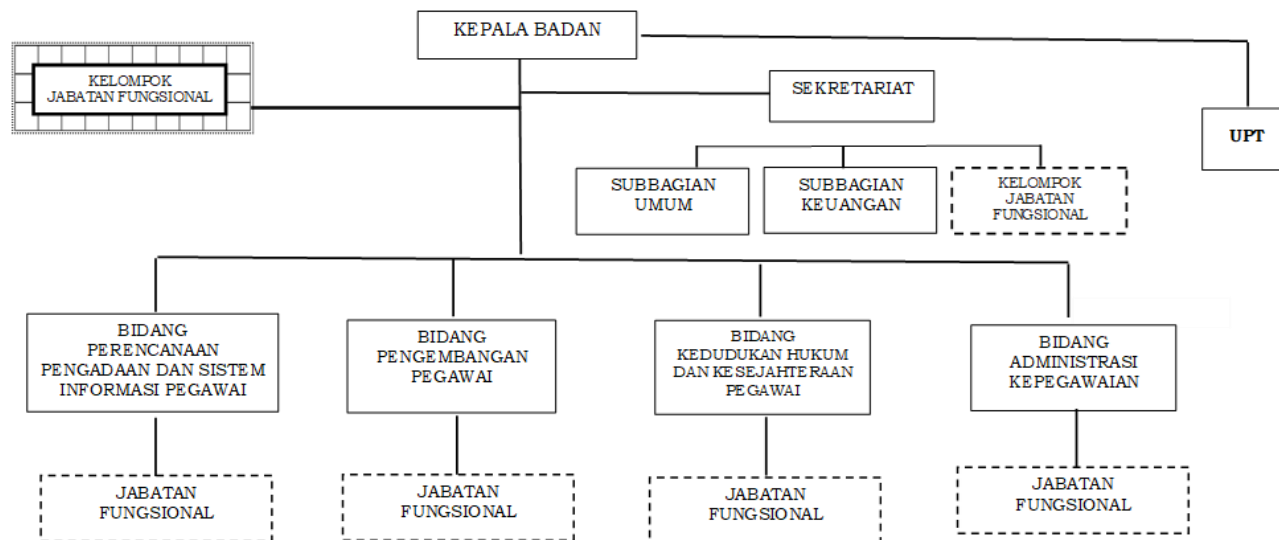 KEPALA BADAN
KELOMPOK
JABATAN FUNGSIONAL
SEKRETARIAT
UPT
SUBBAGIAN
UMUM
SUBBAGIAN
KEUANGAN
KELOMPOK
JABATAN
FUNGSIONAL
BIDANG
PERENCANAAN
PENGADAAN DAN SISTEM
INFORMASI PEGAWAI
BIDANG
PENGEMBANGAN
PEGAWAI
BIDANG
KEDUDUKAN HUKUM
DAN KESEJAHTERAAN
PEGAWAI
BIDANG
ADMINISTRASI
KEPEGAWAIAN
JABATAN
FUNGSIONAL
JABATAN
FUNGSIONAL
JABATAN
FUNGSIONAL
JABATAN
FUNGSIONAL